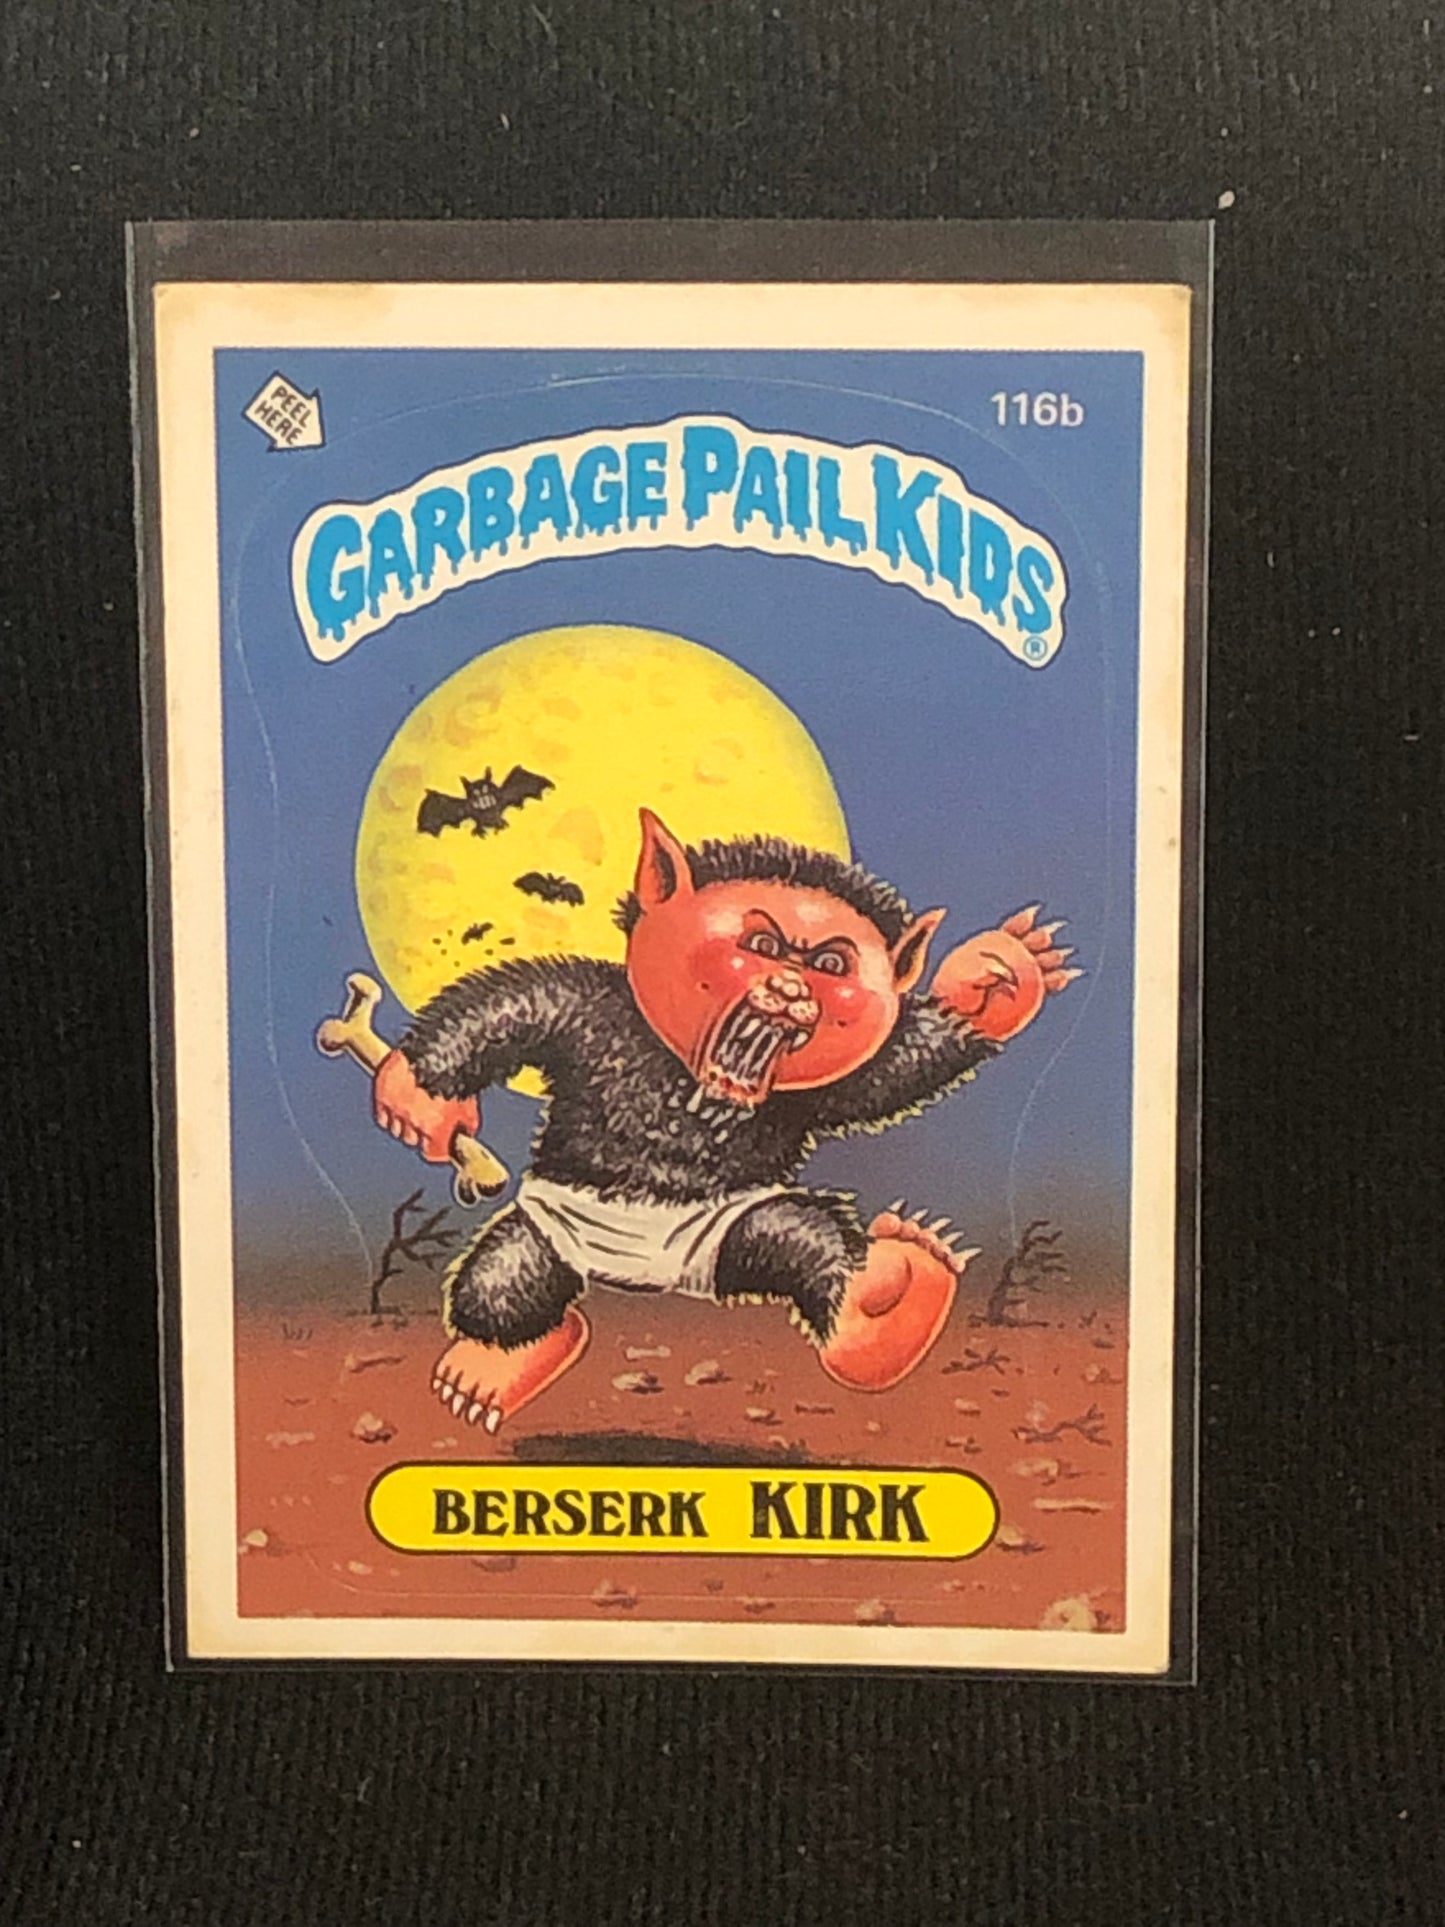 PEEL
HERE
116b
GARBAGE PAIL KIDS
®
BERSERK KIRK